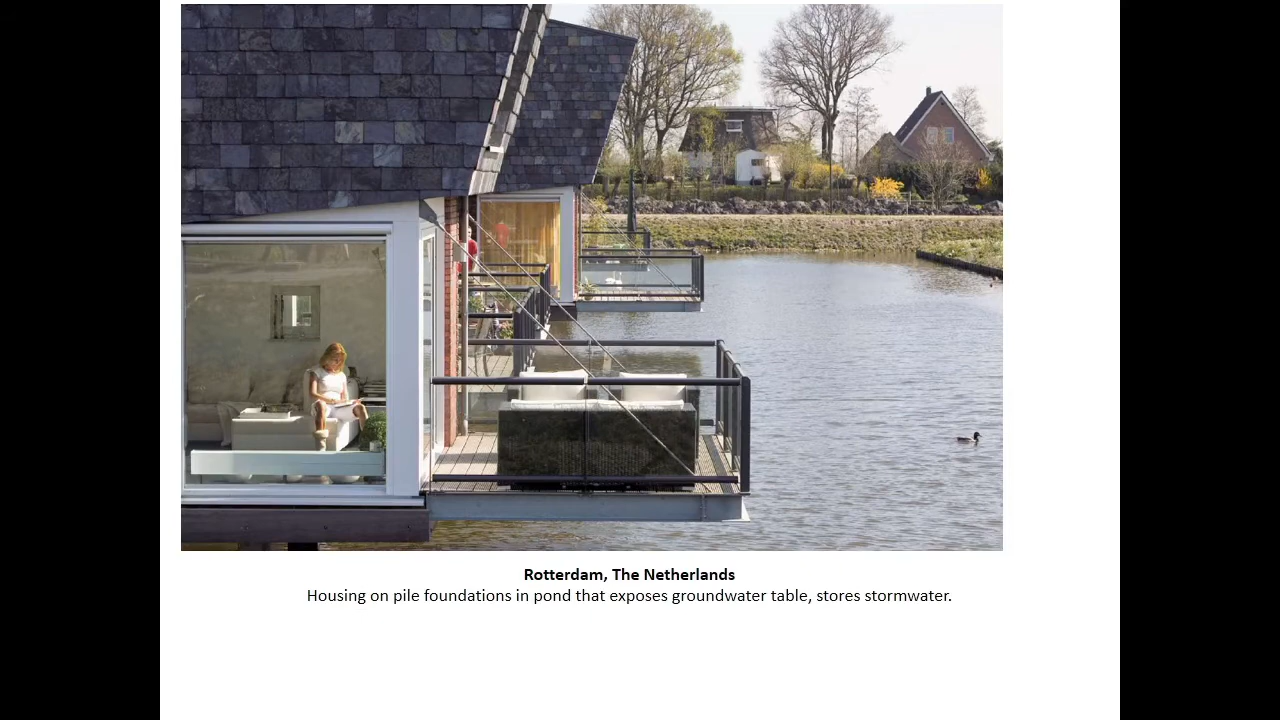 Rotterdam, The Netherlands
Housing on pile foundations in pond that exposes groundwater table, stores stormwater.